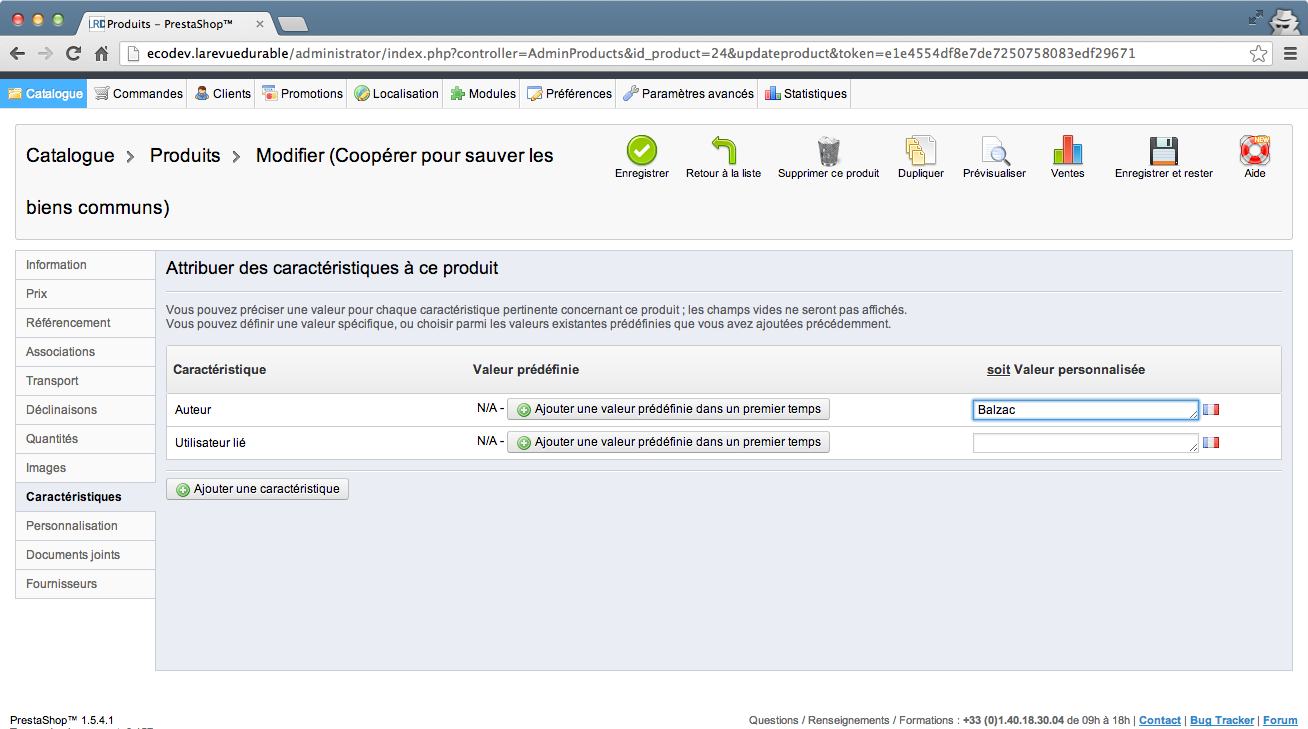 LRD Produits – PrestaShop™
ecodev.larevuedurable/administrator/index.php?controller=AdminProducts&id_product=24&updateproduct&token=e1e4554df8e7de7250758083edf29671
Catalogue Commandes Clients Promotions Localisation Modules Préférences Paramètres avancés Statistiques
Catalogue > Produits > Modifier (Coopérer pour sauver les
biens communs)
Enregistrer Retour à la liste Supprimer ce produit Dupliquer Prévisualiser Ventes Enregistrer et rester Aide
Information
Prix
Référencement
Associations
Transport
Déclinaisons
Quantités
Images
Caractéristiques
Personnalisation
Documents joints
Fournisseurs
Attribuer des caractéristiques à ce produit
Vous pouvez préciser une valeur pour chaque caractéristique pertinente concernant ce produit ; les champs vides ne seront pas affichés.
Vous pouvez définir une valeur spécifique, ou choisir parmi les valeurs existantes prédéfinies que vous avez ajoutées précédemment.
Caractéristique Valeur prédéfinie soit Valeur personnalisée
Auteur N/A - Ajouter une valeur prédéfinie dans un premier temps Balzac
Utilisateur lié N/A - Ajouter une valeur prédéfinie dans un premier temps
Ajouter une caractéristique
PrestaShop™ 1.5.4.1
Questions / Renseignements / Formations : +33 (0)1.40.18.30.04 de 09h à 18h | Contact | Bug Tracker | Forum